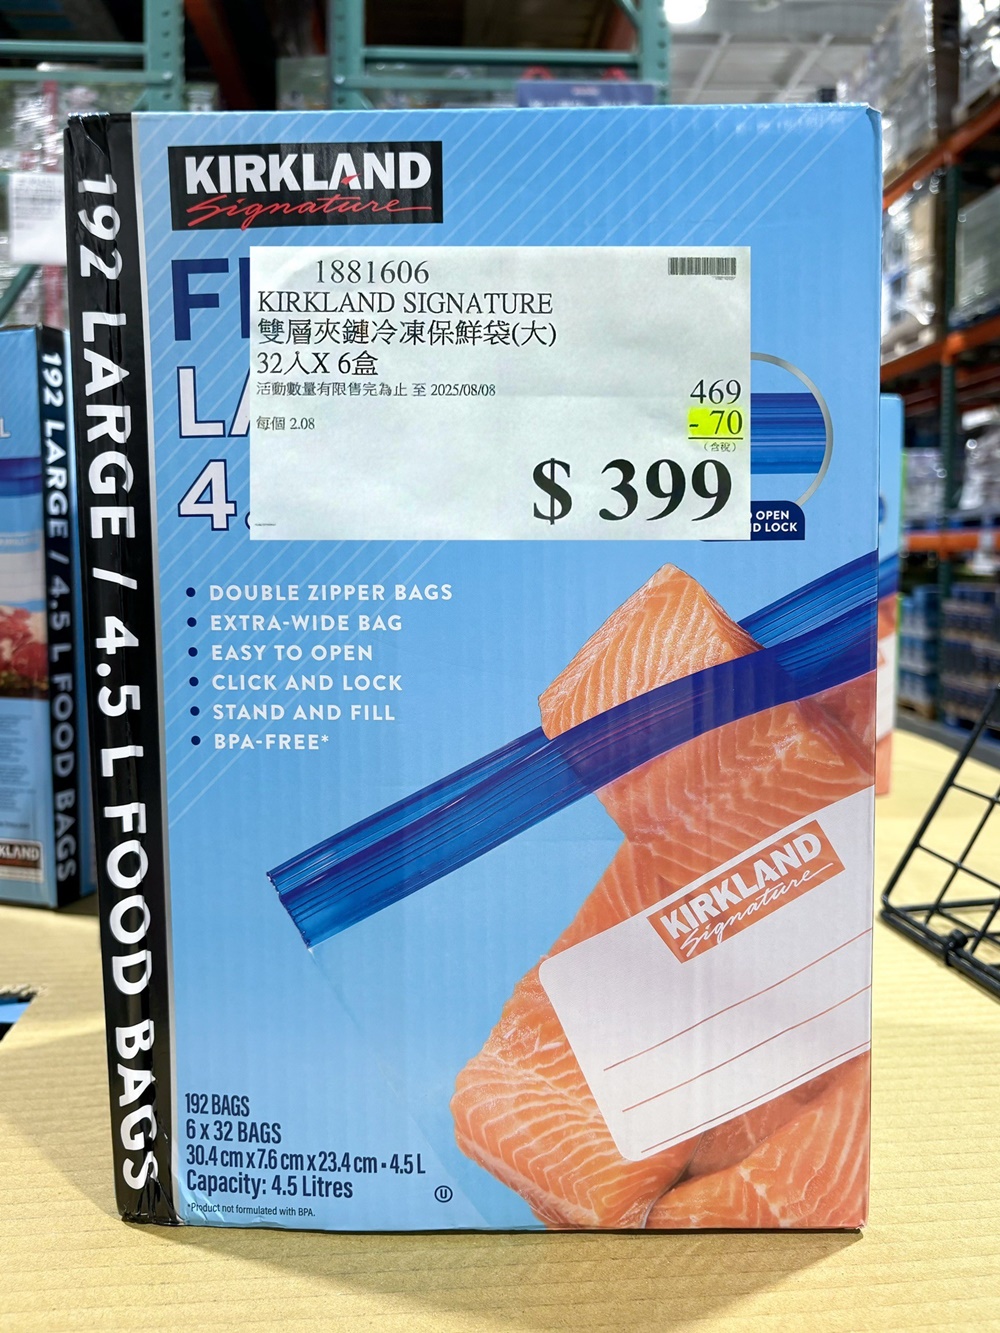 KIRKLAND
Signature
1881606
KIRKLAND SIGNATURE
雙層夾鏈冷凍保鮮袋(大)
32入X 6盒
活動數量有限售完為止 至 2025/08/08
每個 2.08
469
- 70
(含稅)
$ 399
OPEN
LOCK
• DOUBLE ZIPPER BAGS
• EXTRA-WIDE BAG
• EASY TO OPEN
• CLICK AND LOCK
• STAND AND FILL
• BPA-FREE*
KIRKLAND
Signature
192 BAGS
6 x 32 BAGS
30.4 cm x 7.6 cm x 23.4 cm - 4.5 L
Capacity: 4.5 Litres
*Product not formulated with BPA.
192 LARGE / 4.5 L FOOD BAGS
192 LARGE / 4.5 L FOOD BAGS